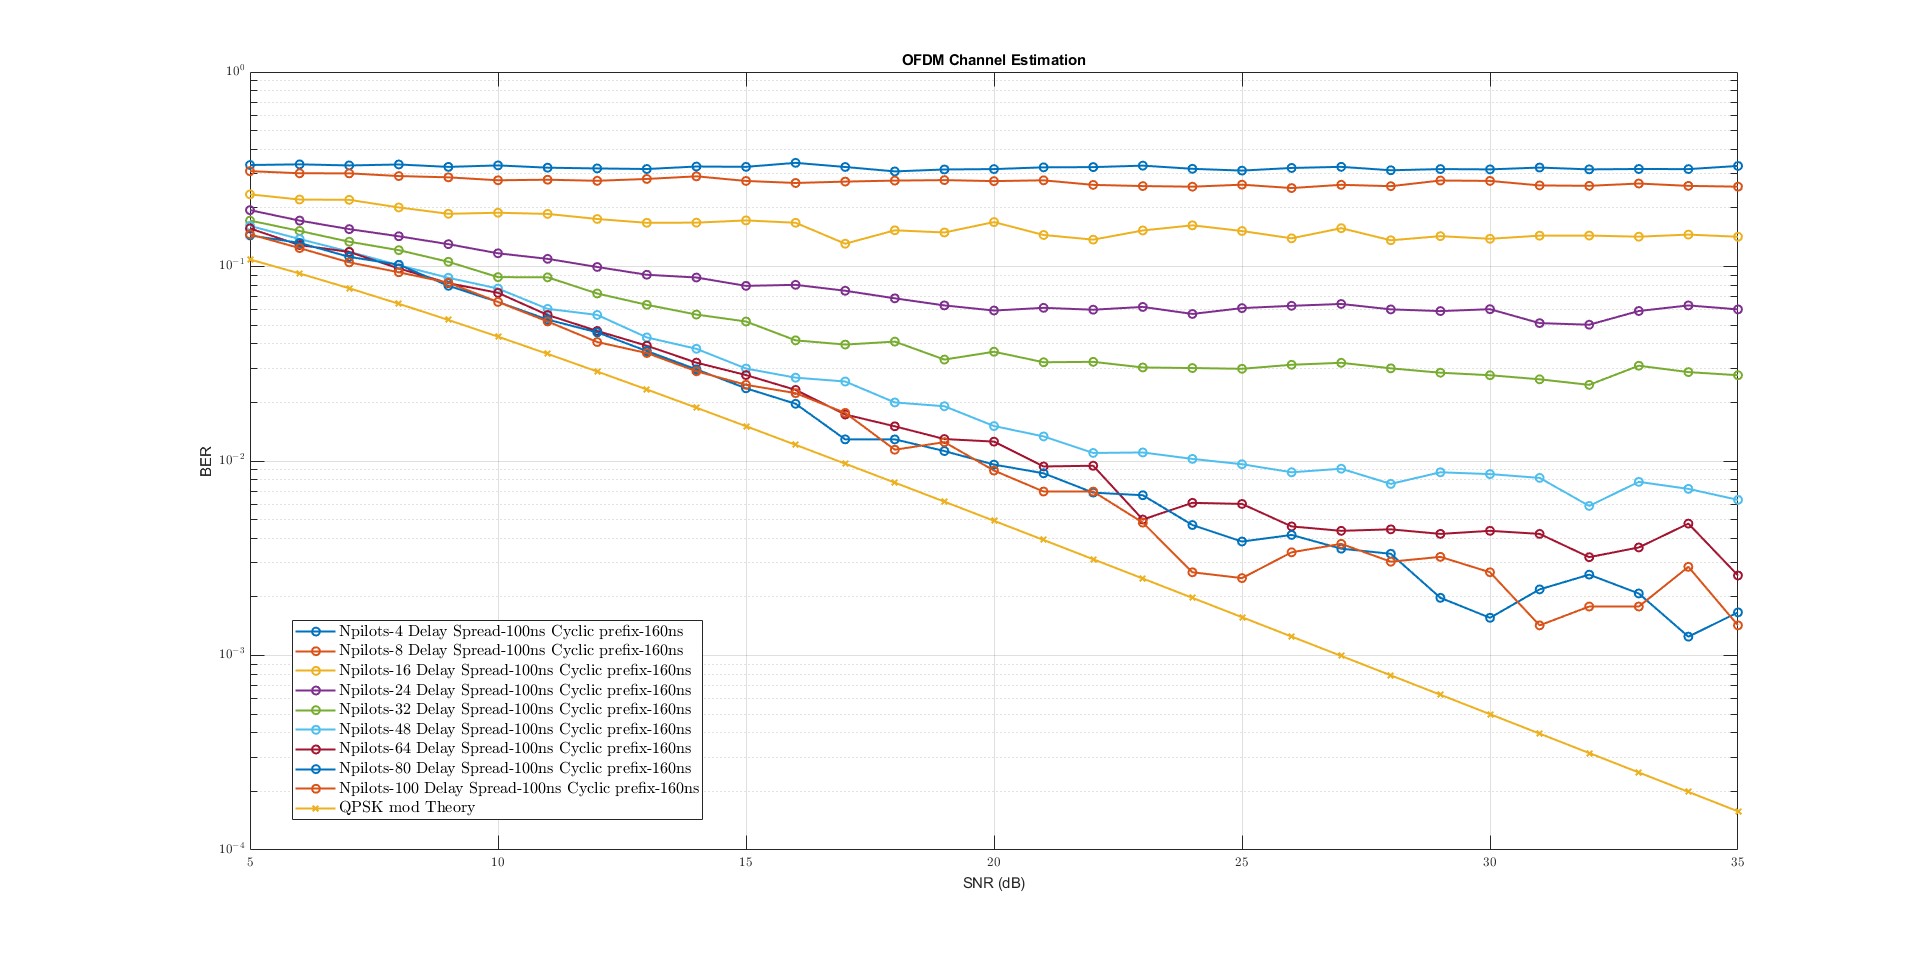 OFDM Channel Estimation
10^0
10^-1
10^-2
10^-3
10^-4
BER
Npilots-4 Delay Spread-100ns Cyclic prefix-160ns
Npilots-8 Delay Spread-100ns Cyclic prefix-160ns
Npilots-16 Delay Spread-100ns Cyclic prefix-160ns
Npilots-24 Delay Spread-100ns Cyclic prefix-160ns
Npilots-32 Delay Spread-100ns Cyclic prefix-160ns
Npilots-48 Delay Spread-100ns Cyclic prefix-160ns
Npilots-64 Delay Spread-100ns Cyclic prefix-160ns
Npilots-80 Delay Spread-100ns Cyclic prefix-160ns
Npilots-100 Delay Spread-100ns Cyclic prefix-160ns
QPSK mod Theory
5 10 15 20 25 30 35
SNR (dB)